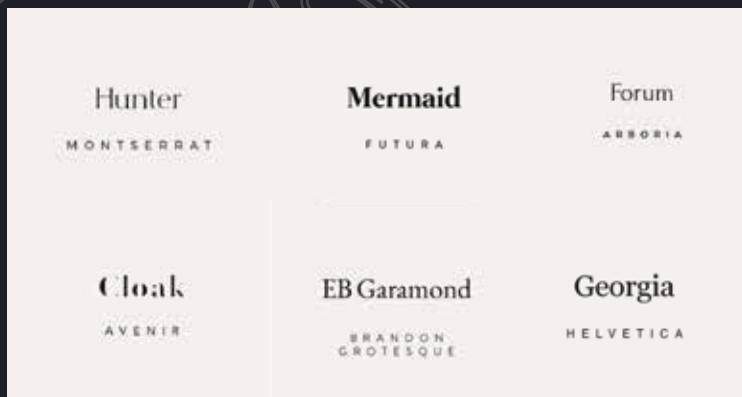 Hunter
MONTSERRAT
Mermaid
FUTURA
Forum
ARBORIA
Cloak
AVENIR
EB Garamond
BRANDON
GROTESQUE
Georgia
HELVETICA